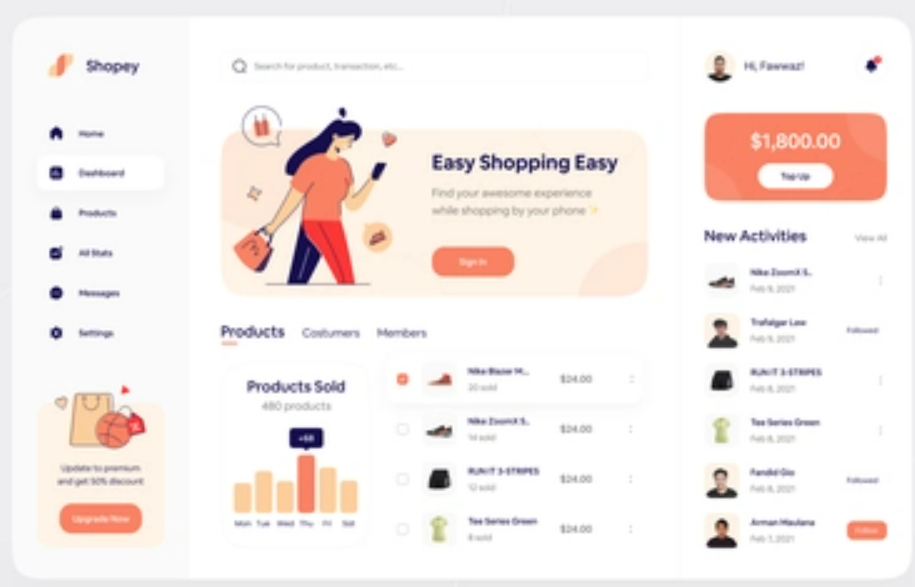 Shopey
Home
Dashboard
Products
All Stats
Messages
Settings
Update to premium
and get 50% discount
Upgrade Now
Search for product, transaction, etc...
Easy Shopping Easy
Find your awesome experience
while shopping by your phone ✨
Sign In
Products Costumers Members
Products Sold
480 products
+68
Mon Tue Wed Thu Fri Sat
Nike Blazer M...
20 sold
$24.00
Nike ZoomX S..
14 sold
$24.00
RUN IT 3-STRIPES
12 sold
$24.00
Tee Series Green
8 sold
$24.00
Hi, Fawwaz!
$1,800.00
Top Up
New Activities View All
Nike ZoomX S..
Feb 9, 2021
Trafalgar Law
Feb 9, 2021
Followed
RUN IT 3-STRIPES
Feb 8, 2021
Tee Series Green
Feb 8, 2021
Fandid Gio
Feb 8, 2021
Followed
Arman Maulana
Feb 7, 2021
Follow